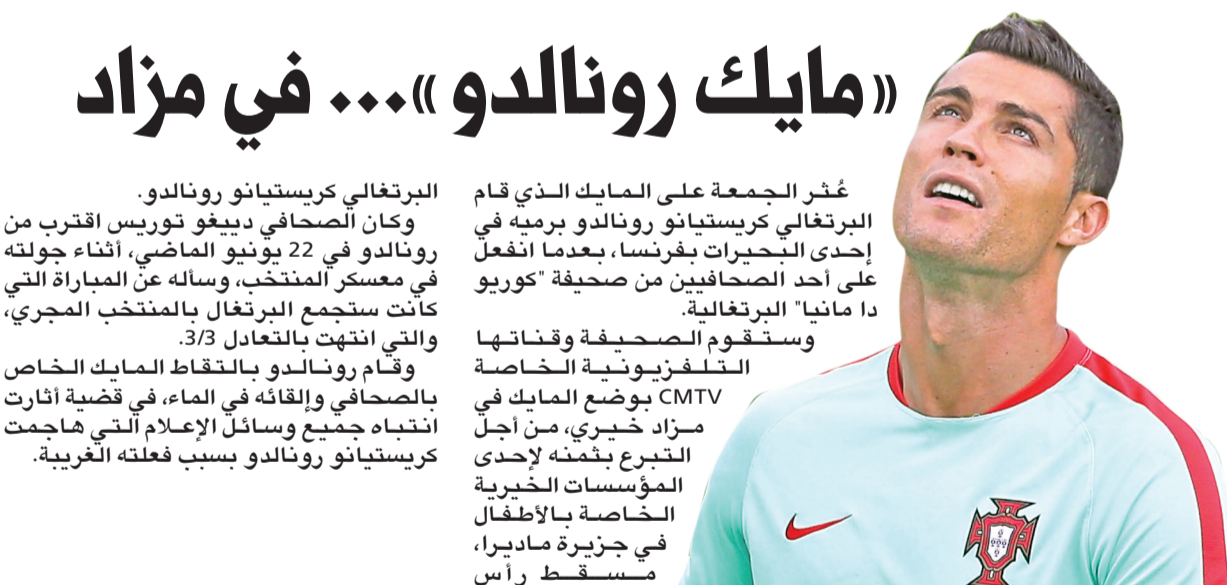 «مايك رونالدو»... في مزاد
عُثر الجمعة على المايك الذي قام
البرتغالي كريستيانو رونالدو برميه في
إحدى البحيرات بفرنسا، بعدما انفعل
على أحد الصحافيين من صحيفة "كوريو
دا مانيا" البرتغالية.
وستقوم الصحيفة وقناتها
التلفزيونية الخاصة
CMTV بوضع المايك في
مزاد خيري، من أجل
التبرع بثمنه لإحدى
المؤسسات الخيرية
الخاصة بالأطفال
في جزيرة ماديرا،
مسقط رأس
البرتغالي كريستيانو رونالدو.
وكان الصحافي دييغو توريس اقترب من
رونالدو في 22 يونيو الماضي، أثناء جولته
في معسكر المنتخب، وسأله عن المباراة التي
كانت ستجمع البرتغال بالمنتخب المجري،
والتي انتهت بالتعادل 3/3.
وقام رونالدو بالتقاط المايك الخاص
بالصحافي وإلقائه في الماء، في قضية أثارت
انتباه جميع وسائل الإعلام التي هاجمت
كريستيانو رونالدو بسبب فعلته الغريبة.